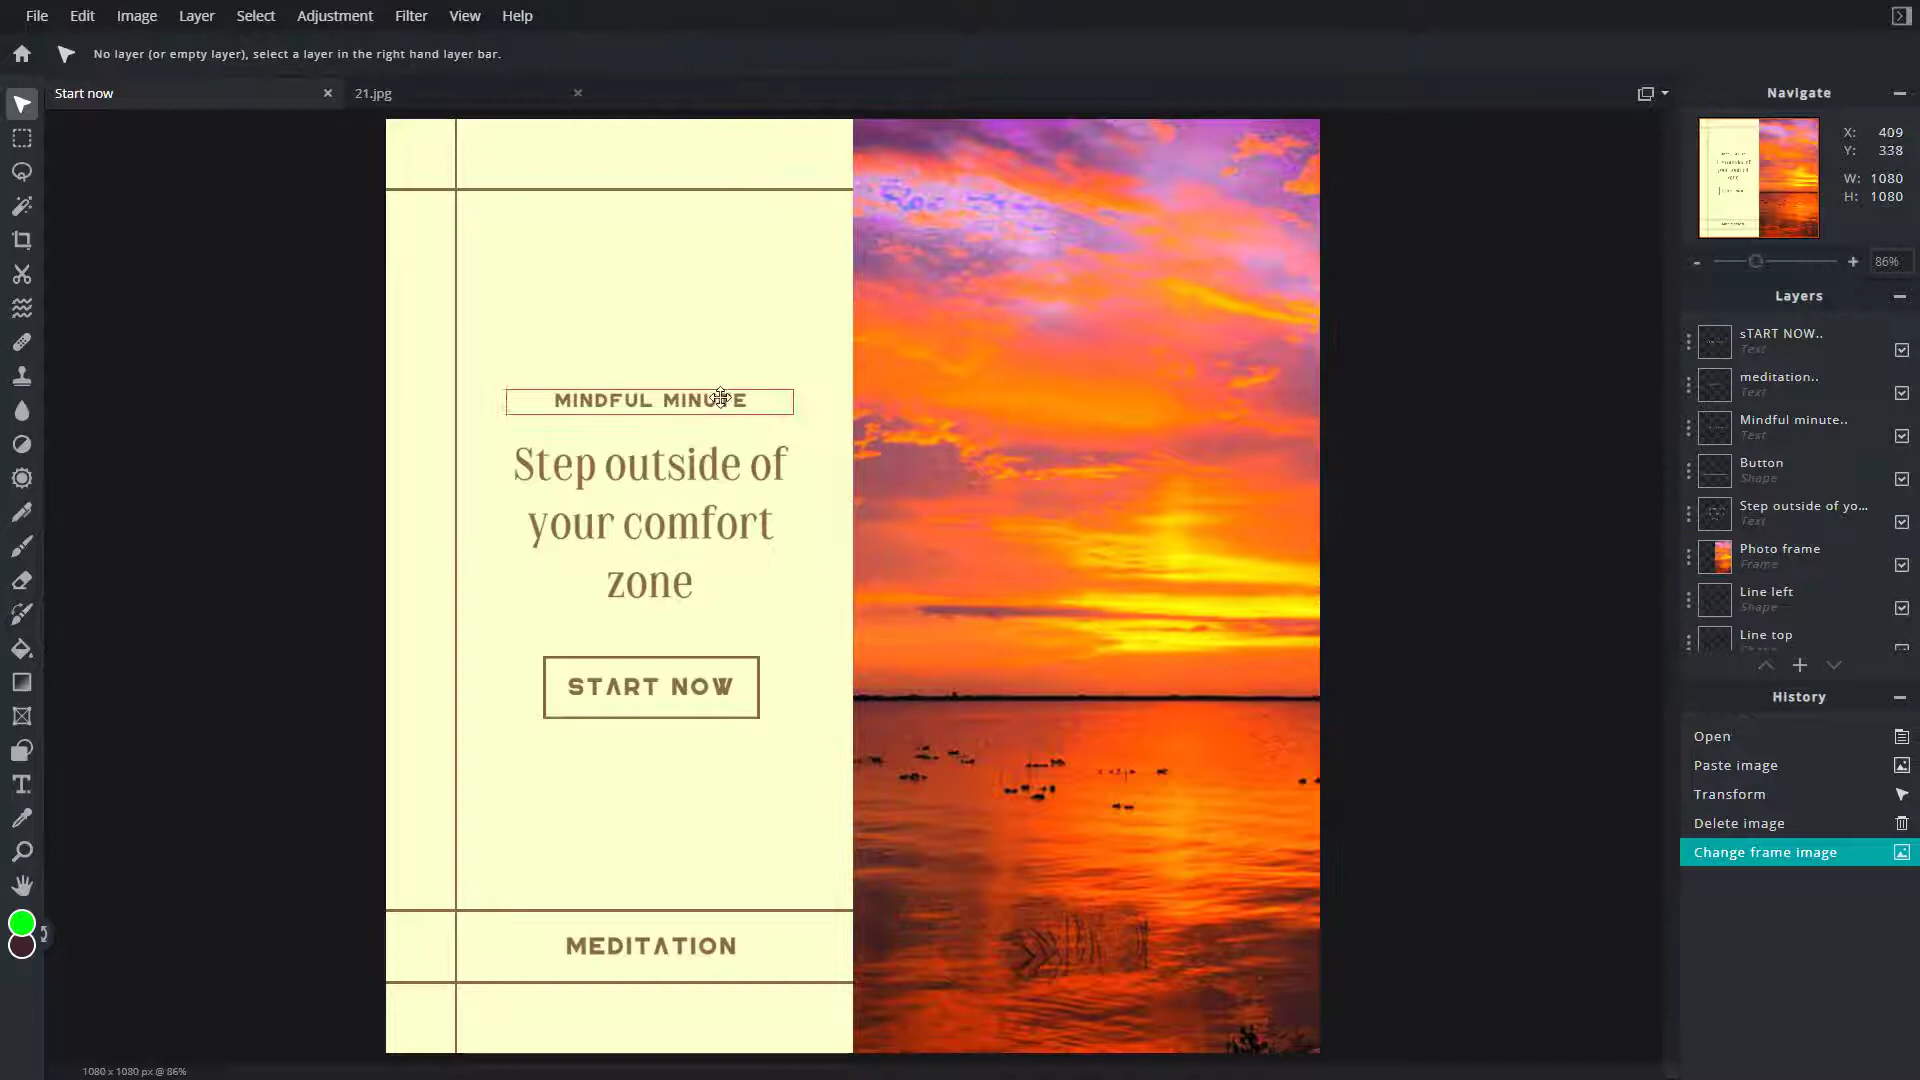 File Edit Image Layer Select Adjustment Filter View Help
No layer (or empty layer), select a layer in the right hand layer bar.
Start now
21.jpg
MINDFUL MINUTE
Step outside of
your comfort
zone
START NOW
MEDITATION
1080 x 1080 px @ 86%
Navigate
X: 409
Y: 338
W: 1080
H: 1080
86%
Layers
sTART NOW..
Text
meditation..
Text
Mindful minute..
Text
Button
Shape
Step outside of yo...
Text
Photo frame
Frame
Line left
Shape
Line top
History
Open
Paste image
Transform
Delete image
Change frame image